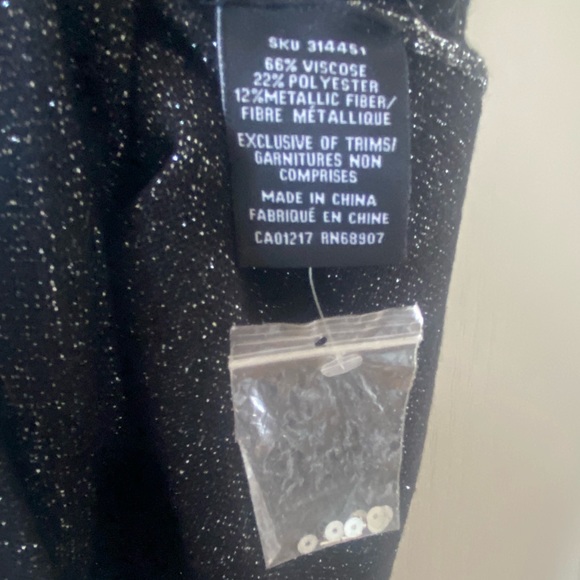 SKU 314451
66% VISCOSE
22% POLYESTER
12%METALLIC FIBER/
FIBRE MÉTALLIQUE
EXCLUSIVE OF TRIMS/
GARNITURES NON
COMPRISES
MADE IN CHINA
FABRIQUÉ EN CHINE
CA01217 RN68907